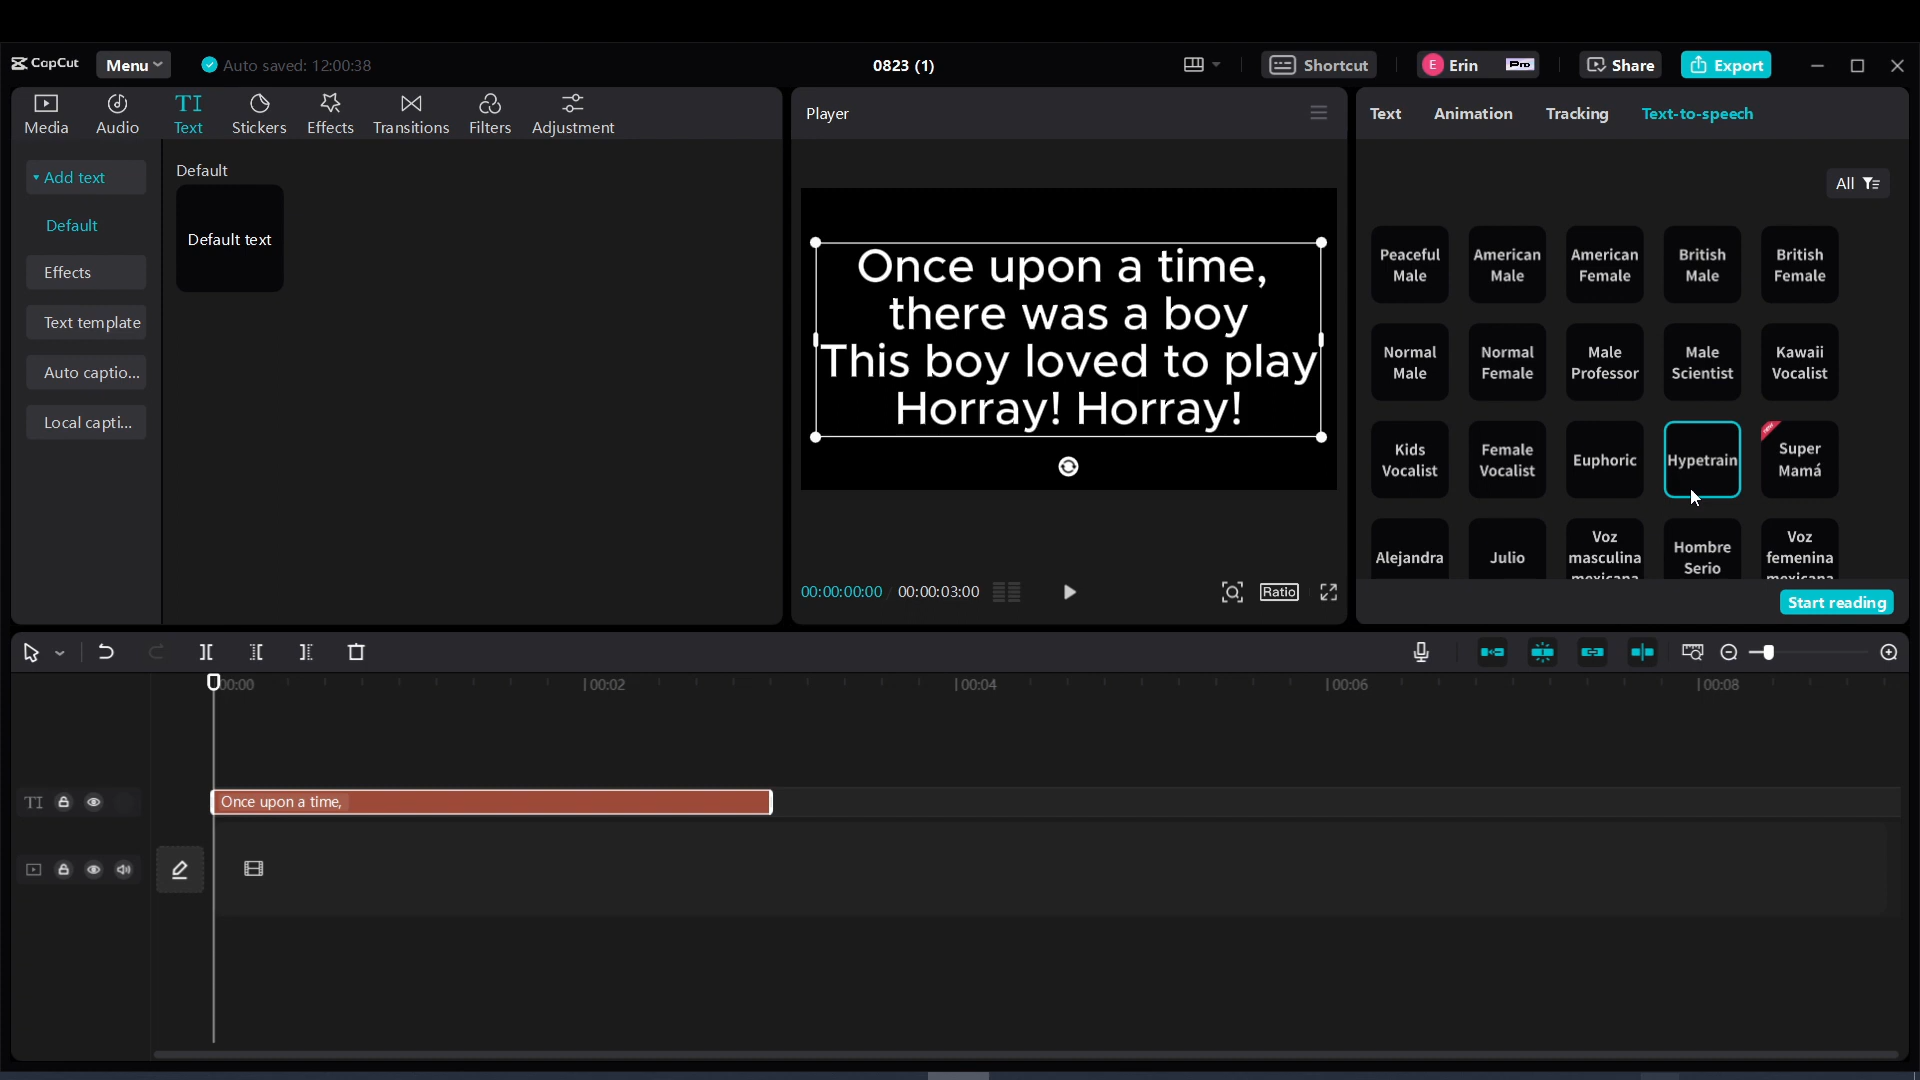 CapCut
Menu
Auto saved: 12:00:38
0823 (1)
Shortcut
E
Erin
Pro
Share
Export
Media
Audio
TI
Text
Stickers
Effects
Transitions
Filters
Adjustment
Add text
Default
Effects
Text template
Auto captio...
Local capti...
Default
Default text
Player
Once upon a time,
there was a boy
This boy loved to play
Horray! Horray!
00:00:00:00 / 00:00:03:00
Ratio
Text
Animation
Tracking
Text-to-speech
All
Peaceful
Male
American
Male
American
Female
British
Male
British
Female
Normal
Male
Normal
Female
Male
Professor
Male
Scientist
Kawaii
Vocalist
Kids
Vocalist
Female
Vocalist
Euphoric
Hypetrain
Super
Mamá
Alejandra
Julio
Voz
masculina
mexicana
Hombre
Serio
Voz
femenina
mexicana
Start reading
00:00
00:02
00:04
00:06
00:08
TI
Once upon a time,